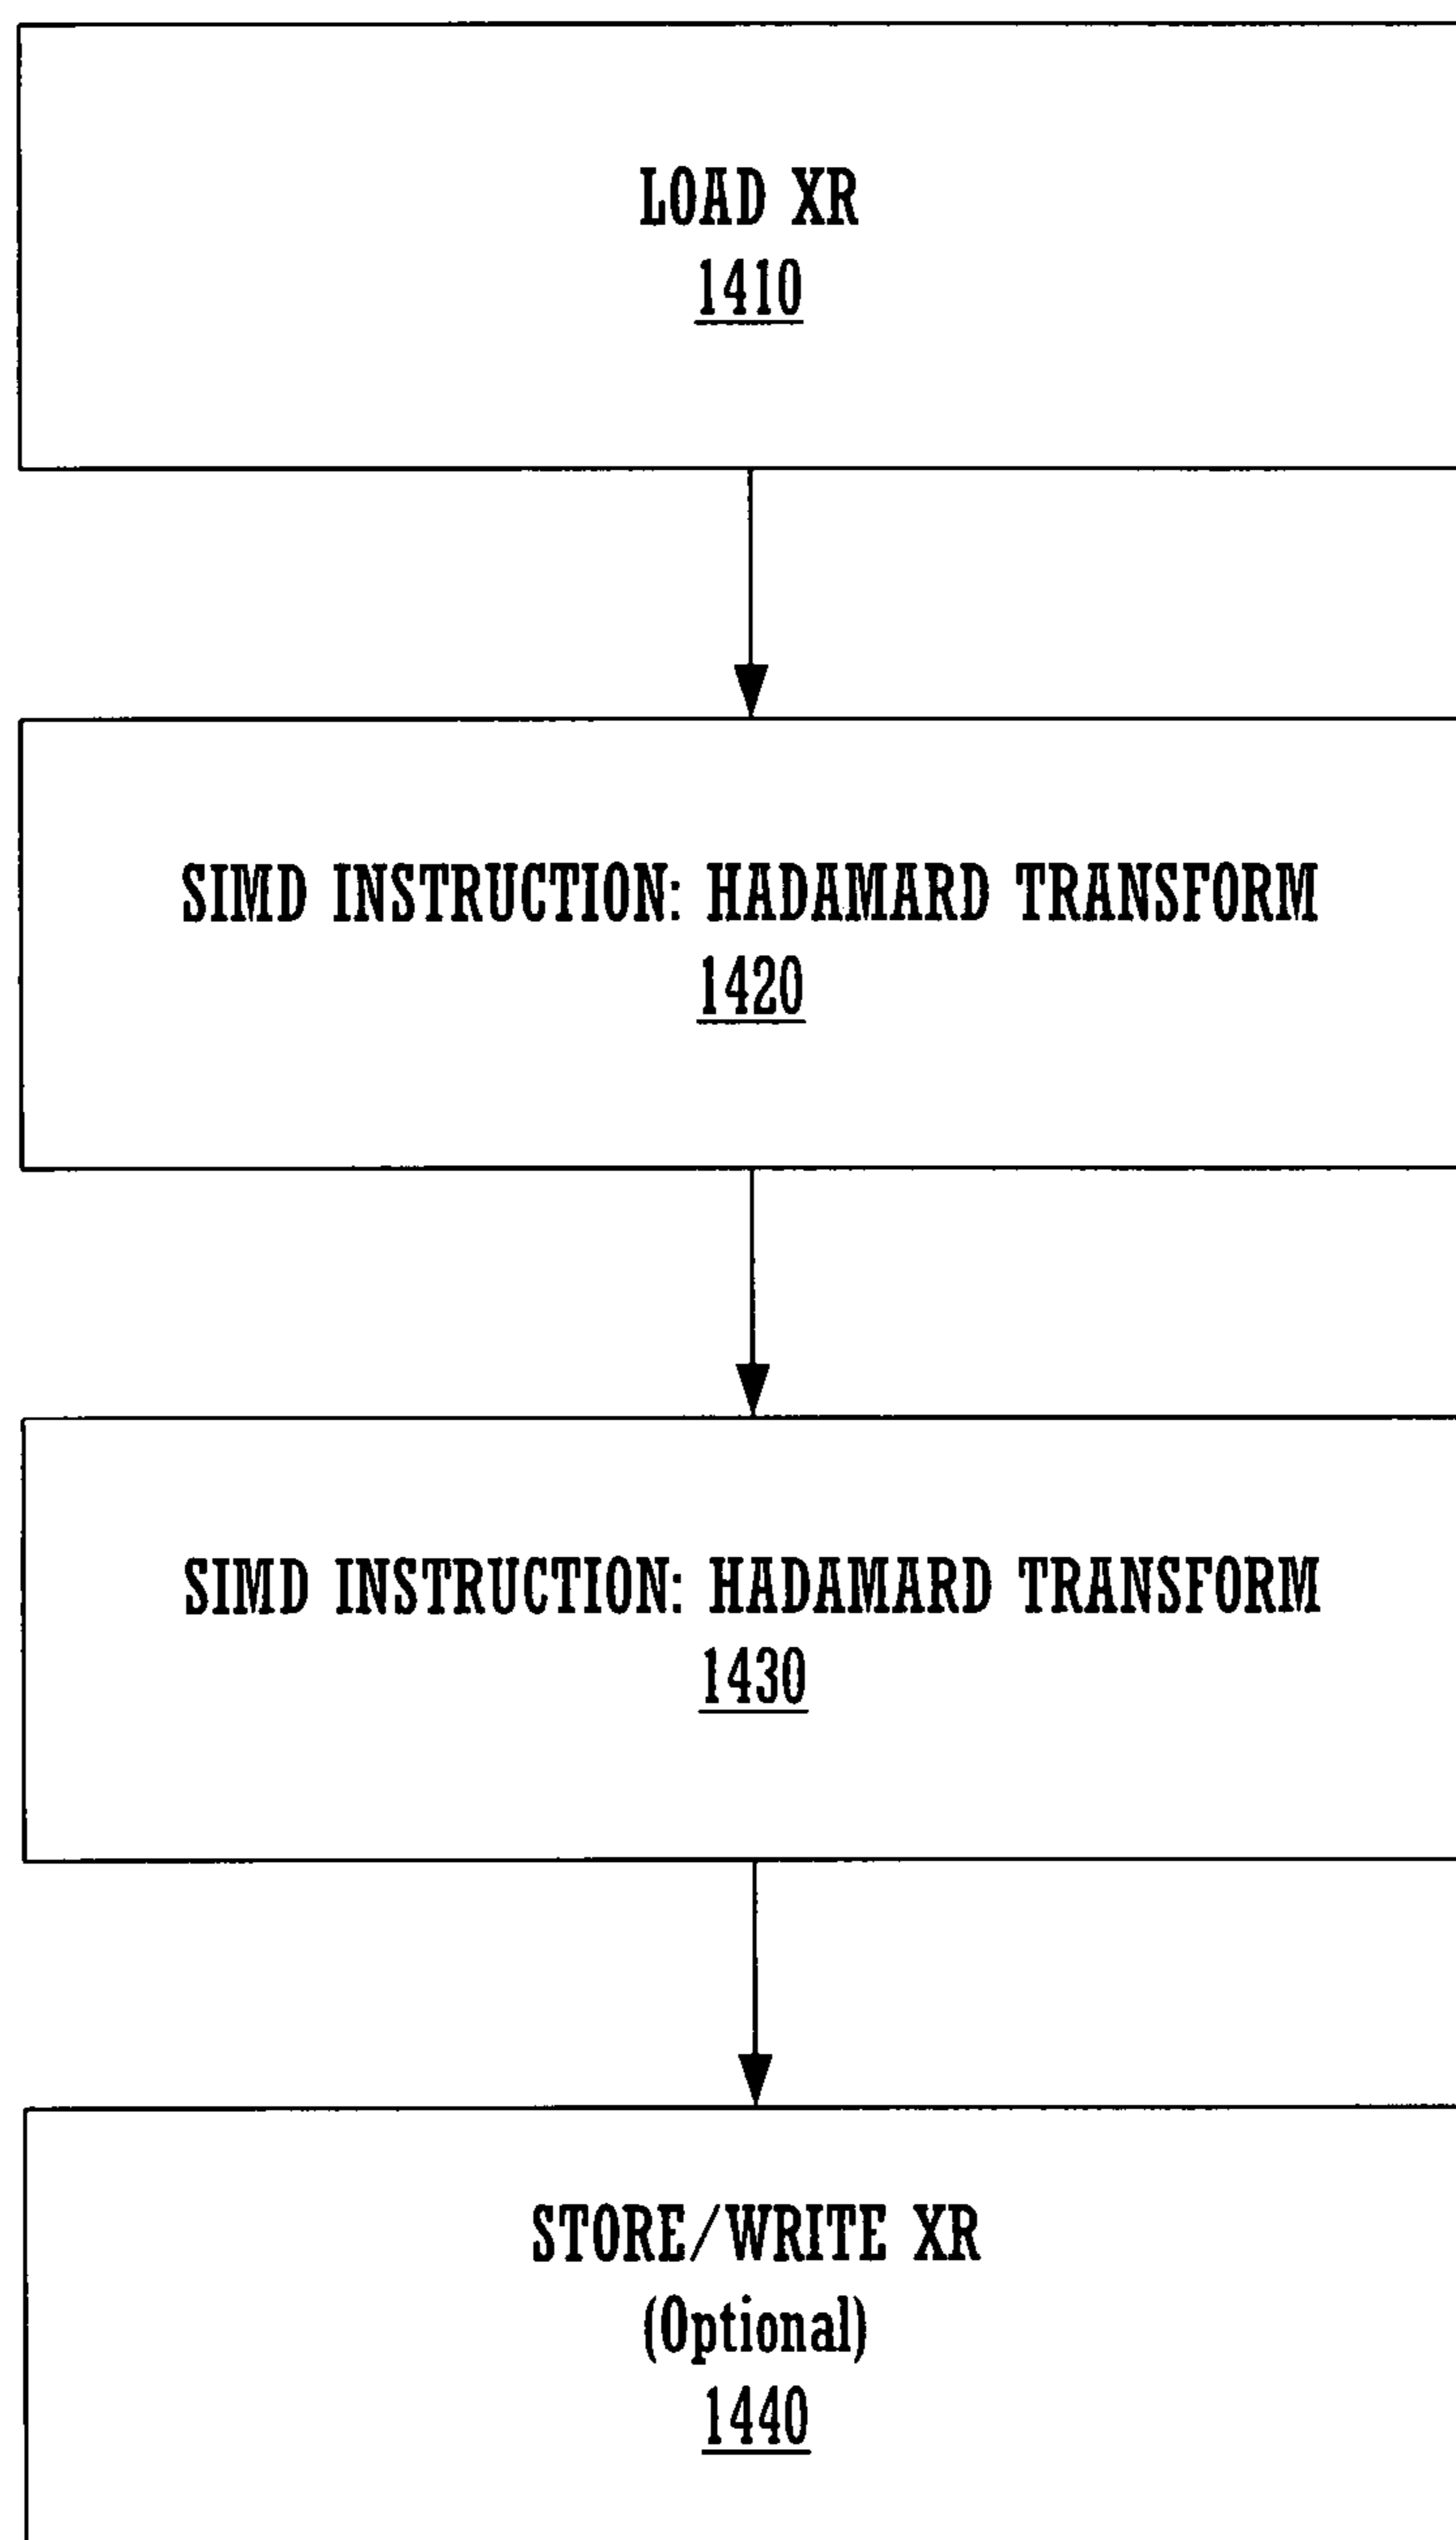 LOAD XR
1410
SIMD INSTRUCTION: HADAMARD TRANSFORM
1420
SIMD INSTRUCTION: HADAMARD TRANSFORM
1430
STORE/WRITE XR
(Optional)
1440